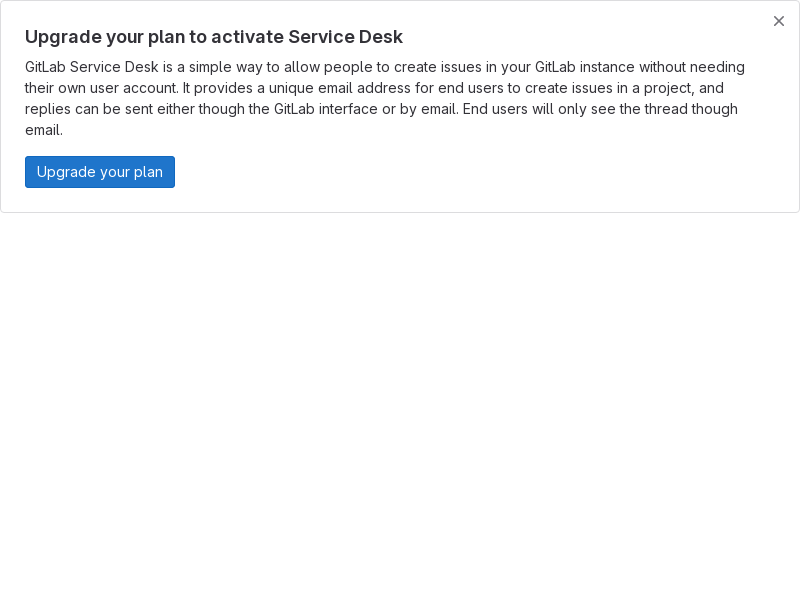 Upgrade your plan to activate Service Desk
GitLab Service Desk is a simple way to allow people to create issues in your GitLab instance without needing
their own user account. It provides a unique email address for end users to create issues in a project, and
replies can be sent either though the GitLab interface or by email. End users will only see the thread though
email.
Upgrade your plan